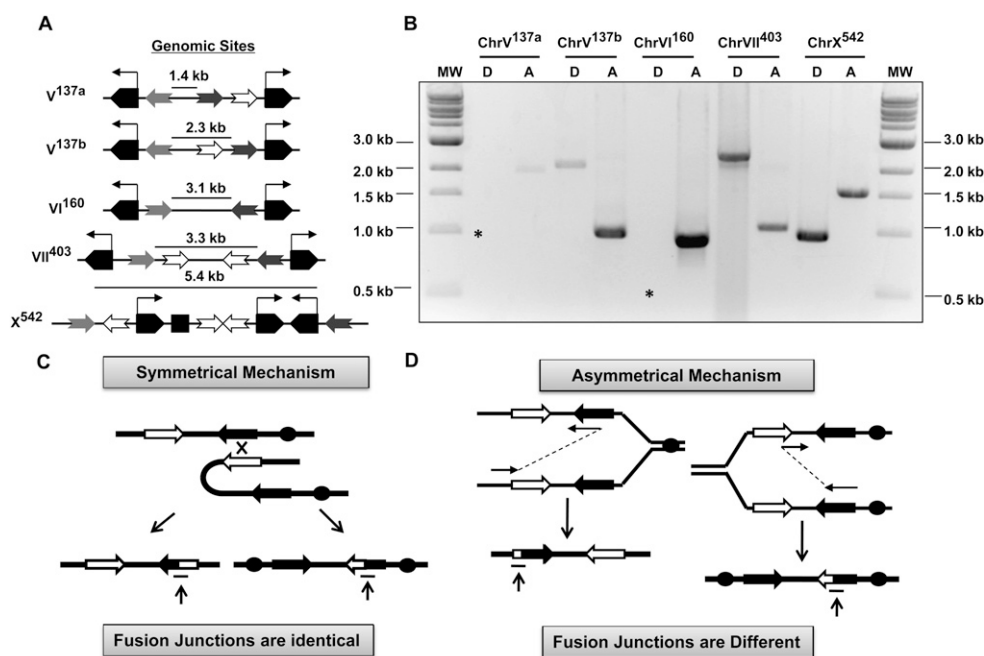 A
Genomic Sites
1.4 kb
V137a
2.3 kb
V137b
3.1 kb
VI160
3.3 kb
VII403
5.4 kb
X542
B
ChrV137a ChrV137b ChrVI160 ChrVII403 ChrX542
MW D A D A D A D A D A MW
3.0 kb 3.0 kb
2.0 kb 2.0 kb
1.5 kb 1.5 kb
1.0 kb * 1.0 kb
0.5 kb * 0.5 kb
C
Symmetrical Mechanism
X
Fusion Junctions are identical
D
Asymmetrical Mechanism
Fusion Junctions are Different